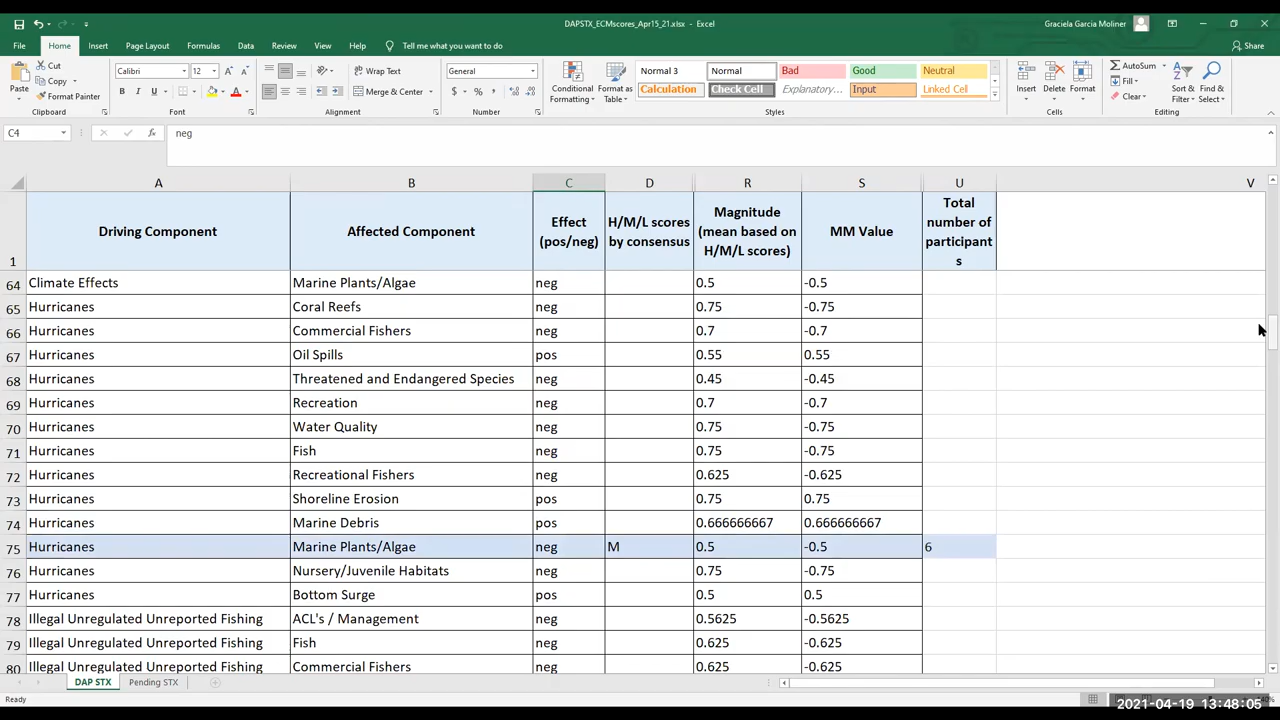 DAPSTX_ECMscores_Apr15_21.xlsx - Excel
Graciela Garcia Moliner
File Home Insert Page Layout Formulas Data Review View Help Tell me what you want to do Share
Cut
Copy
Format Painter
Paste
Clipboard
Calibri 12
B I U
Font
Wrap Text
Merge & Center
Alignment
General
$ % ,
Number
Conditional Formatting
Format as Table
Normal 3 Normal Bad Good Neutral
Calculation Check Cell Explanatory... Input Linked Cell
Styles
Insert Delete Format
Cells
AutoSum
Fill
Clear
Sort & Filter
Find & Select
Editing
C4 fx neg
A B C D R S U V
1 Driving Component Affected Component Effect (pos/neg) H/M/L scores by consensus Magnitude (mean based on H/M/L scores) MM Value Total number of participants
64 Climate Effects Marine Plants/Algae neg 0.5 -0.5
65 Hurricanes Coral Reefs neg 0.75 -0.75
66 Hurricanes Commercial Fishers neg 0.7 -0.7
67 Hurricanes Oil Spills pos 0.55 0.55
68 Hurricanes Threatened and Endangered Species neg 0.45 -0.45
69 Hurricanes Recreation neg 0.7 -0.7
70 Hurricanes Water Quality neg 0.75 -0.75
71 Hurricanes Fish neg 0.75 -0.75
72 Hurricanes Recreational Fishers neg 0.625 -0.625
73 Hurricanes Shoreline Erosion pos 0.75 0.75
74 Hurricanes Marine Debris pos 0.666666667 0.666666667
75 Hurricanes Marine Plants/Algae neg M 0.5 -0.5 6
76 Hurricanes Nursery/Juvenile Habitats neg 0.75 -0.75
77 Hurricanes Bottom Surge pos 0.5 0.5
78 Illegal Unregulated Unreported Fishing ACL's / Management neg 0.5625 -0.5625
79 Illegal Unregulated Unreported Fishing Fish neg 0.625 -0.625
80 Illegal Unregulated Unreported Fishing Commercial Fishers neg 0.625 -0.625
DAP STX Pending STX
Ready
2021-04-19 13:48:05